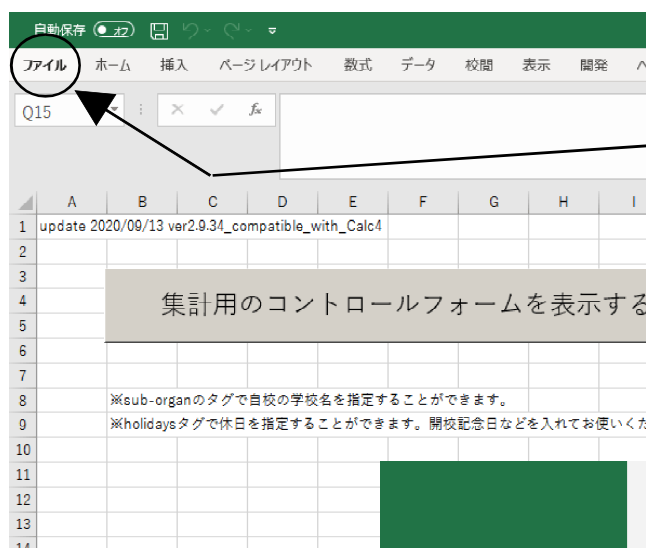 自動保存 オフ
ファイル ホーム 挿入 ページ レイアウト 数式 データ 校閲 表示 開発
Q15 fx
A B C D E F G H I
1 update 2020/09/13 ver2.9.34_compatible_with_Calc4
2
3
4 集計用のコントロールフォームを表示する
5
6
7
8 ※sub-organのタグで自校の学校名を指定することができます。
9 ※holidaysタグで休日を指定することができます。開校記念日などを入れてお使いくだ
10
11
12
13
14